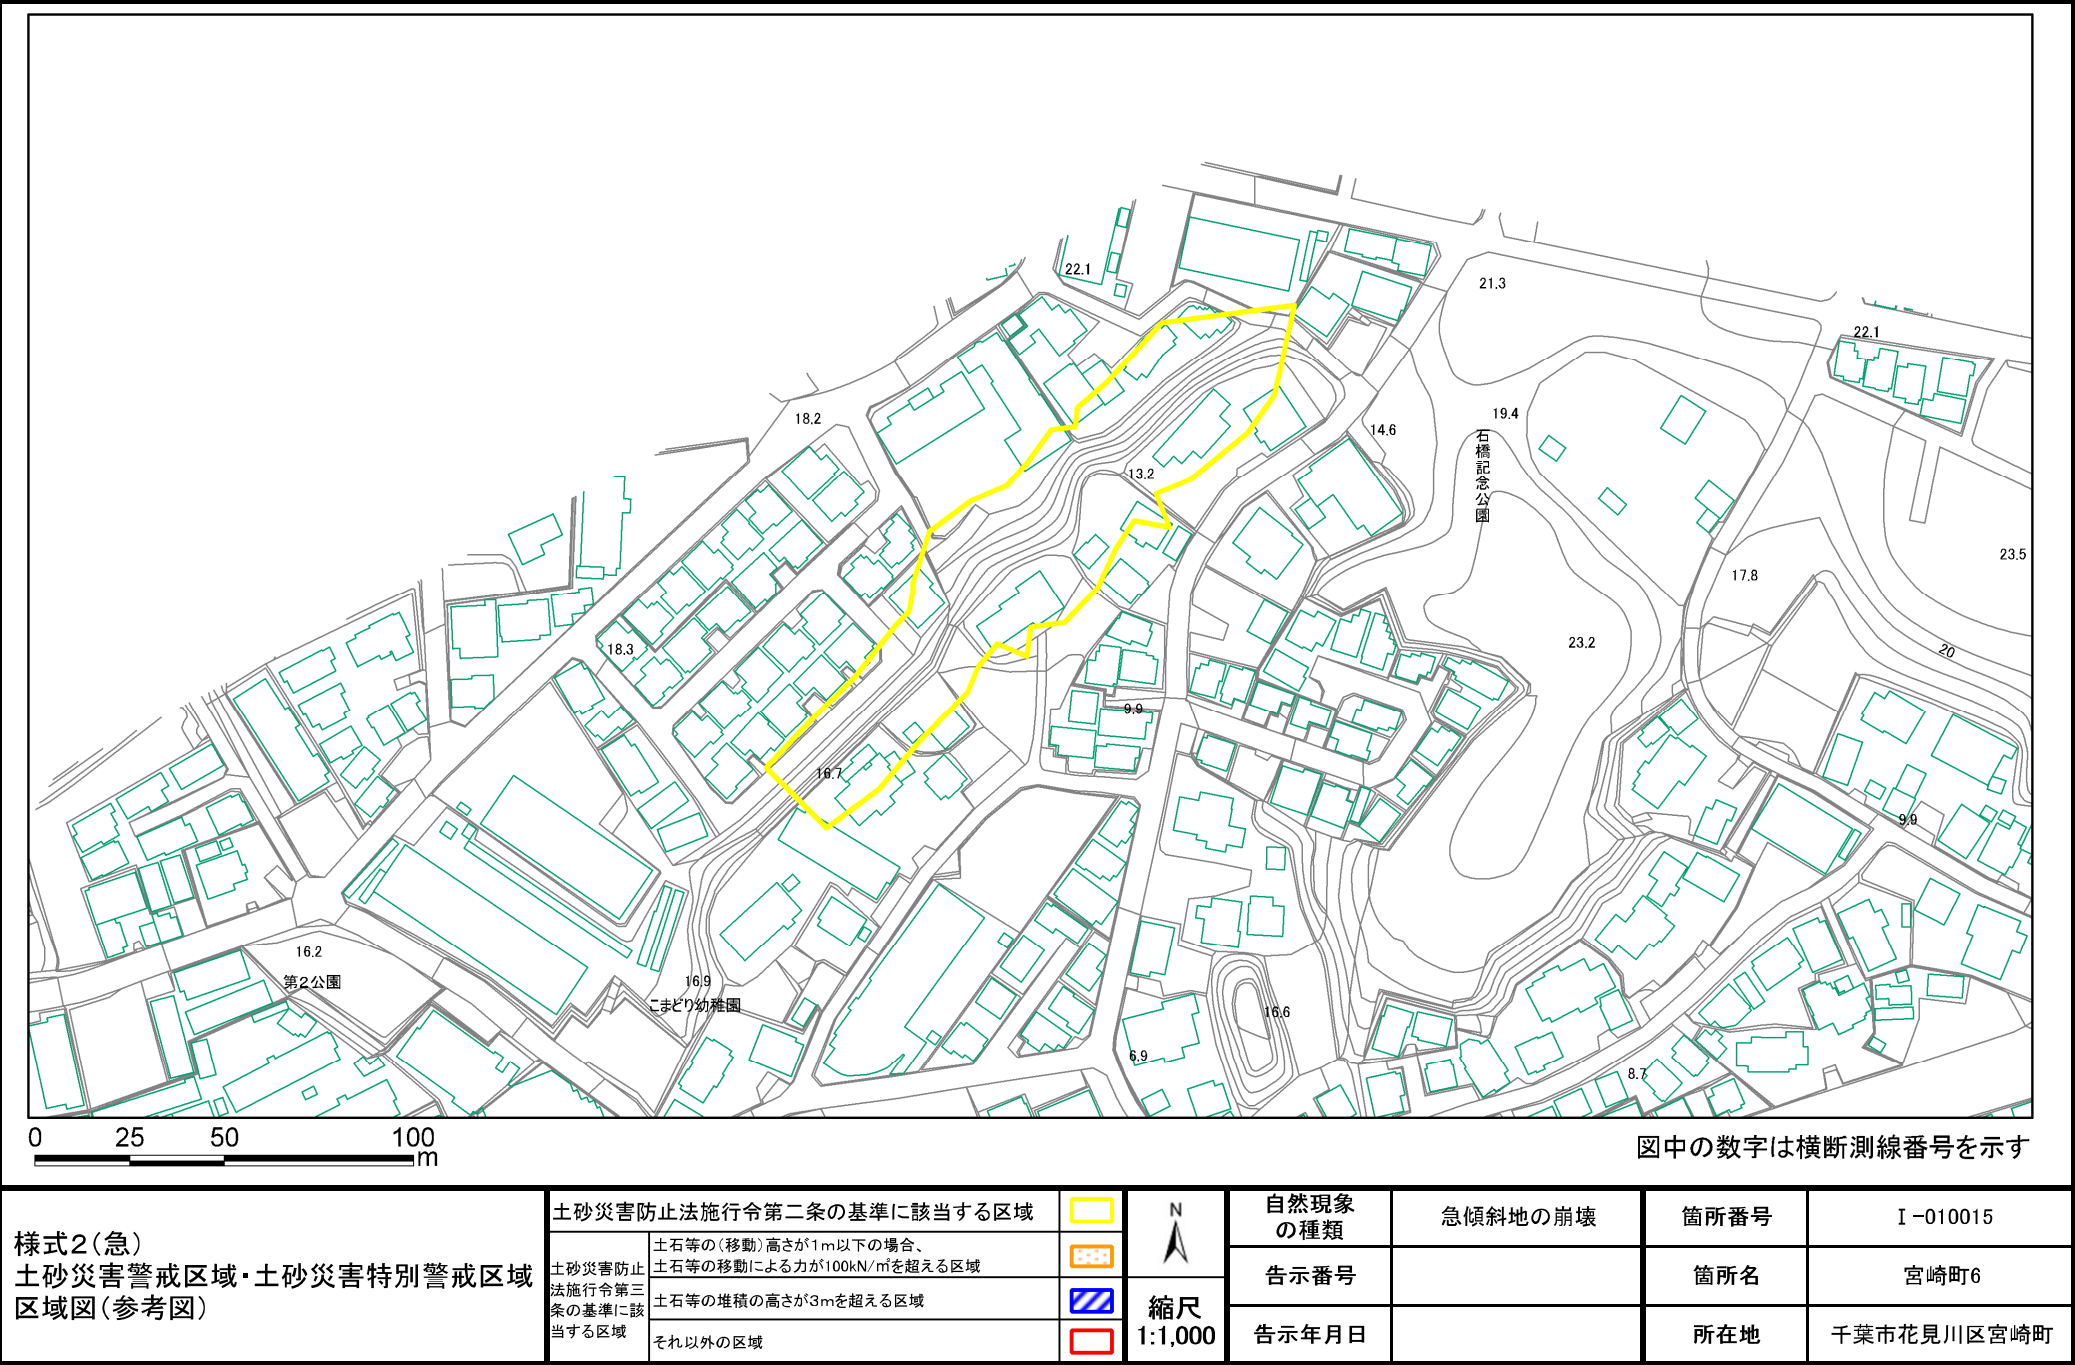 22.1
21.3
22.1
18.2
19.4
14.6
石橋記念公園
13.2
23.5
17.8
18.3
23.2
20
9.9
16.7
9.9
16.2
第2公園
16.9
こまどり幼稚園
16.6
6.9
8.7
0 25 50 100
m
図中の数字は横断測線番号を示す
様式2(急)
土砂災害警戒区域・土砂災害特別警戒区域
区域図(参考図)
土砂災害防止法施行令第二条の基準に該当する区域
土砂災害防止
法施行令第三
条の基準に該
当する区域
土石等の(移動)高さが1m以下の場合、
土石等の移動による力が100kN/㎡を超える区域
土石等の堆積の高さが3mを超える区域
それ以外の区域
N
縮尺
1:1,000
自然現象
の種類
急傾斜地の崩壊
箇所番号
Ⅰ-010015
告示番号
箇所名
宮崎町6
告示年月日
所在地
千葉市花見川区宮崎町